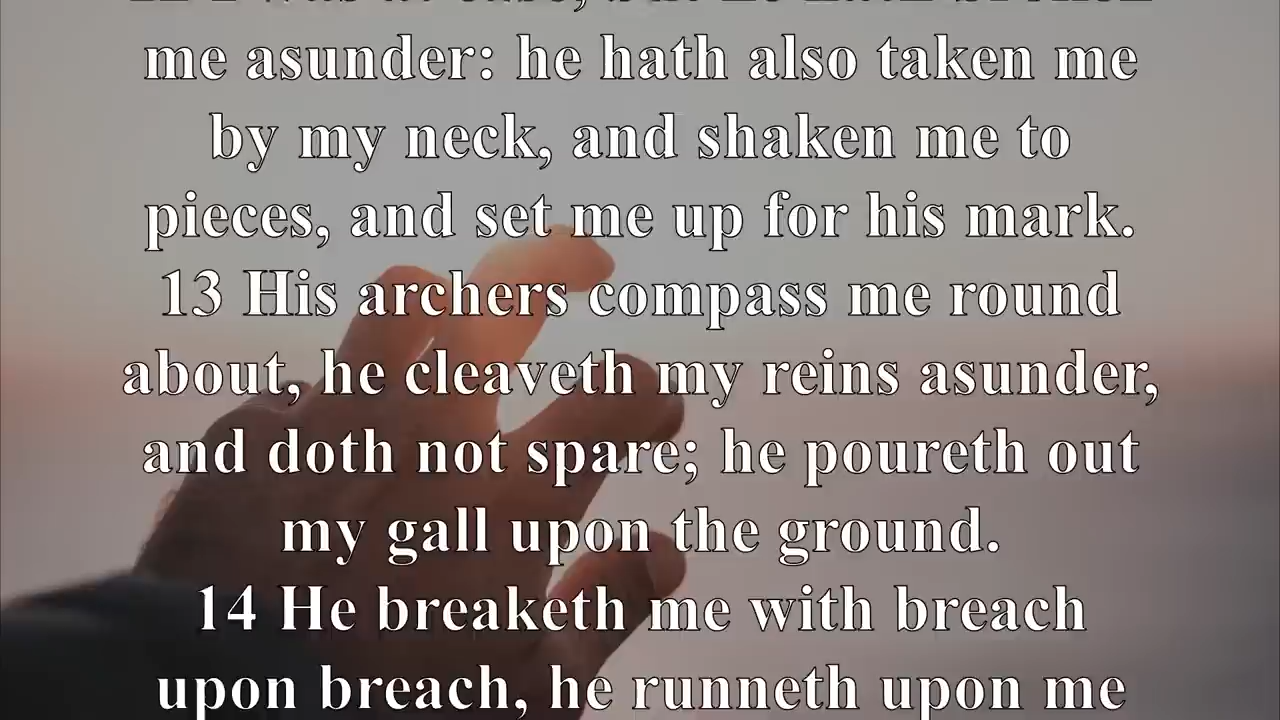 me asunder: he hath also taken me
by my neck, and shaken me to
pieces, and set me up for his mark.
13 His archers compass me round
about, he cleaveth my reins asunder,
and doth not spare; he poureth out
my gall upon the ground.
14 He breaketh me with breach
upon breach, he runneth upon me